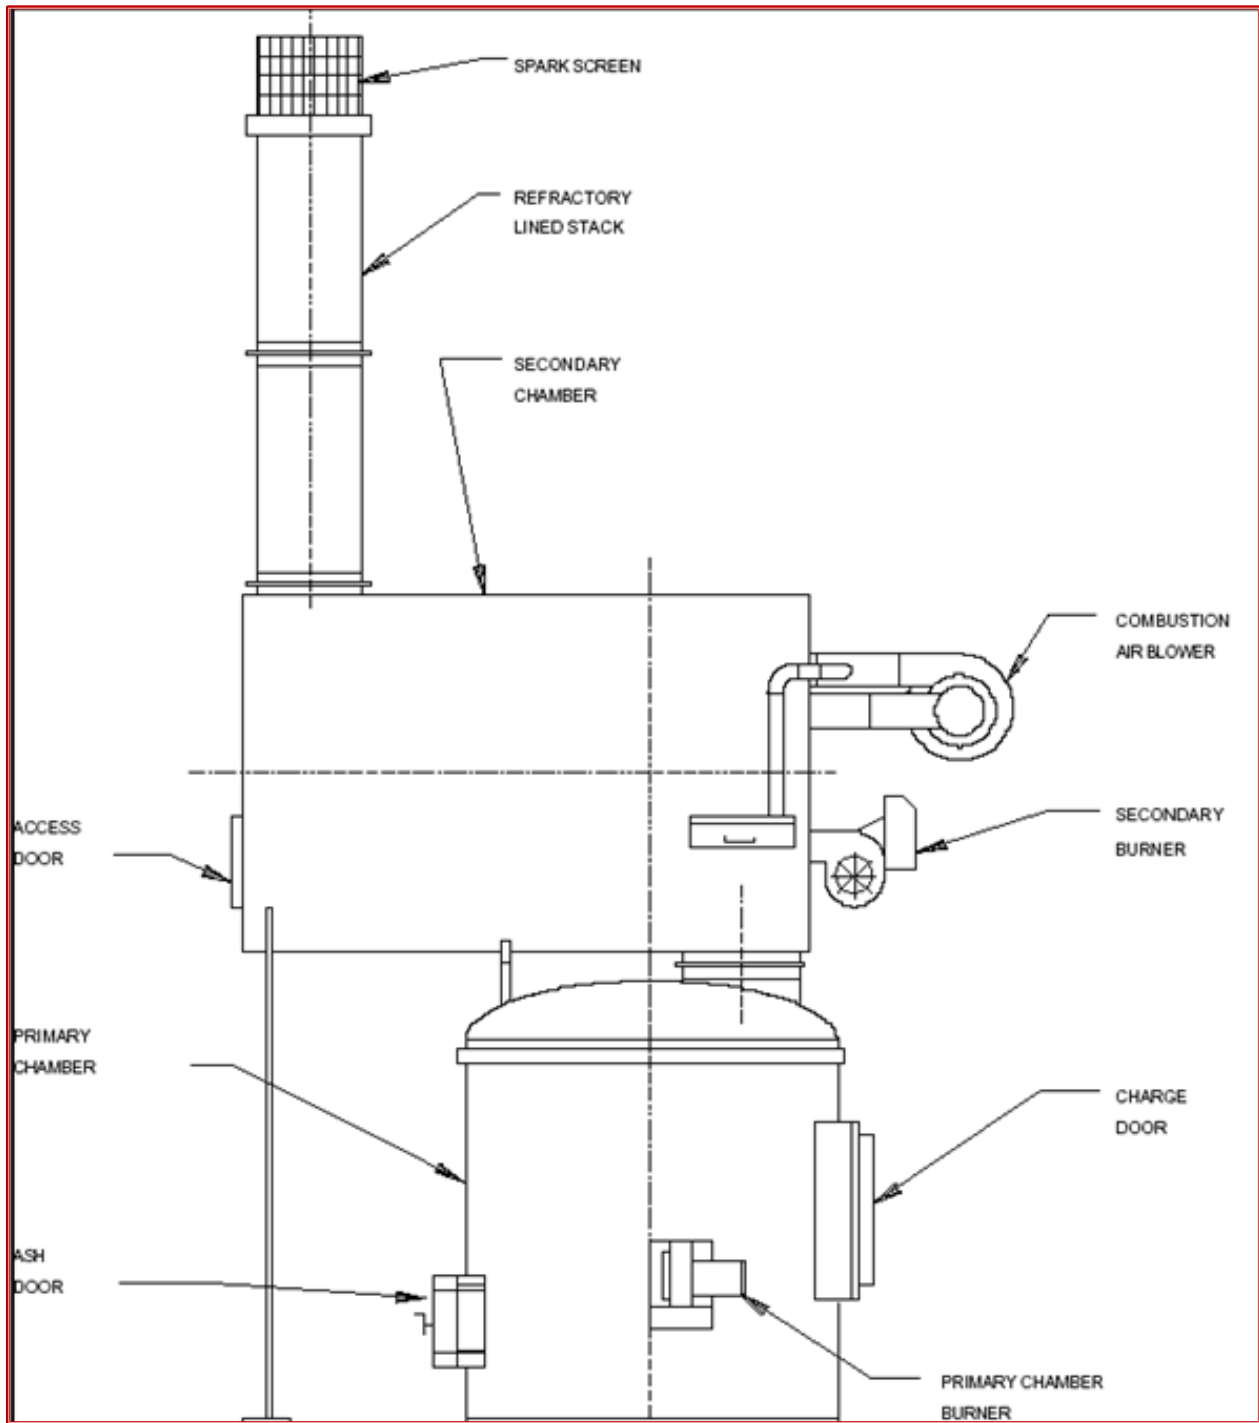 SPARK SCREEN
REFRACTORY
LINED STACK
SECONDARY
CHAMBER
COMBUSTION
AIR BLOWER
SECONDARY
BURNER
ACCESS
DOOR
PRIMARY
CHAMBER
CHARGE
DOOR
ASH
DOOR
PRIMARY CHAMBER
BURNER